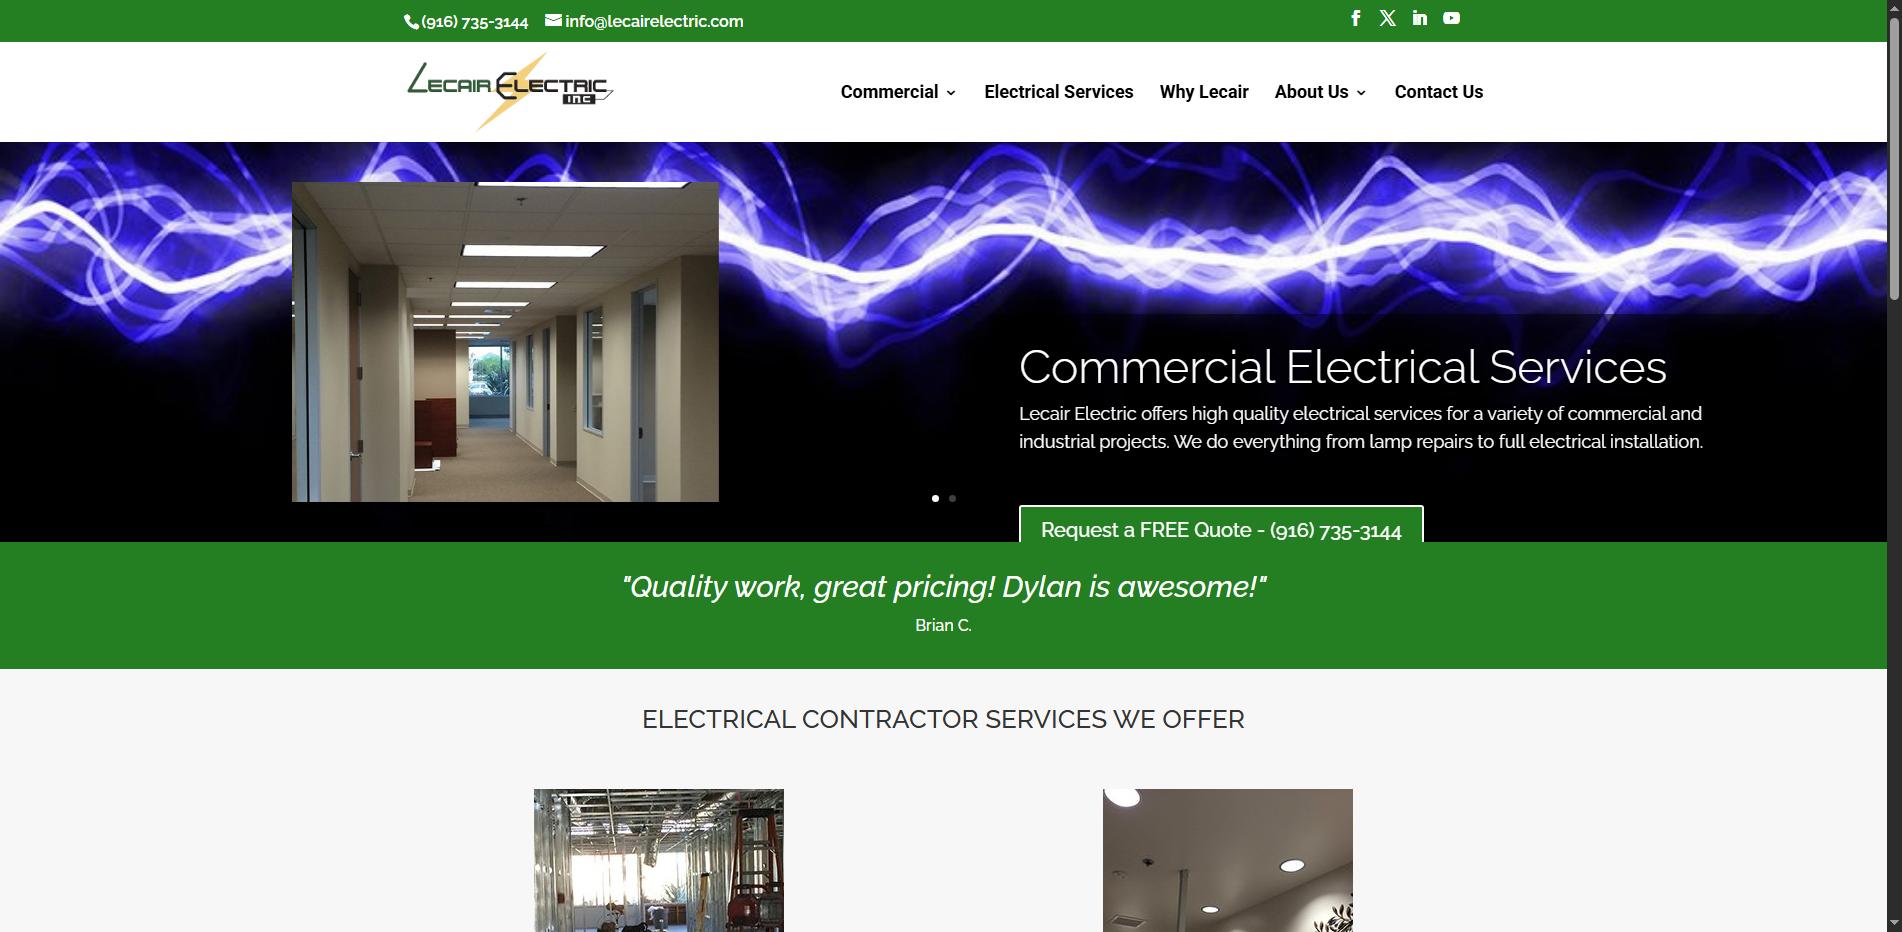 (916) 735-3144 info@lecairelectric.com
LECAIR ELECTRIC
INC
Commercial Electrical Services Why Lecair About Us Contact Us
Commercial Electrical Services
Lecair Electric offers high quality electrical services for a variety of commercial and
industrial projects. We do everything from lamp repairs to full electrical installation.
Request a FREE Quote - (916) 735-3144
"Quality work, great pricing! Dylan is awesome!"
Brian C.
ELECTRICAL CONTRACTOR SERVICES WE OFFER